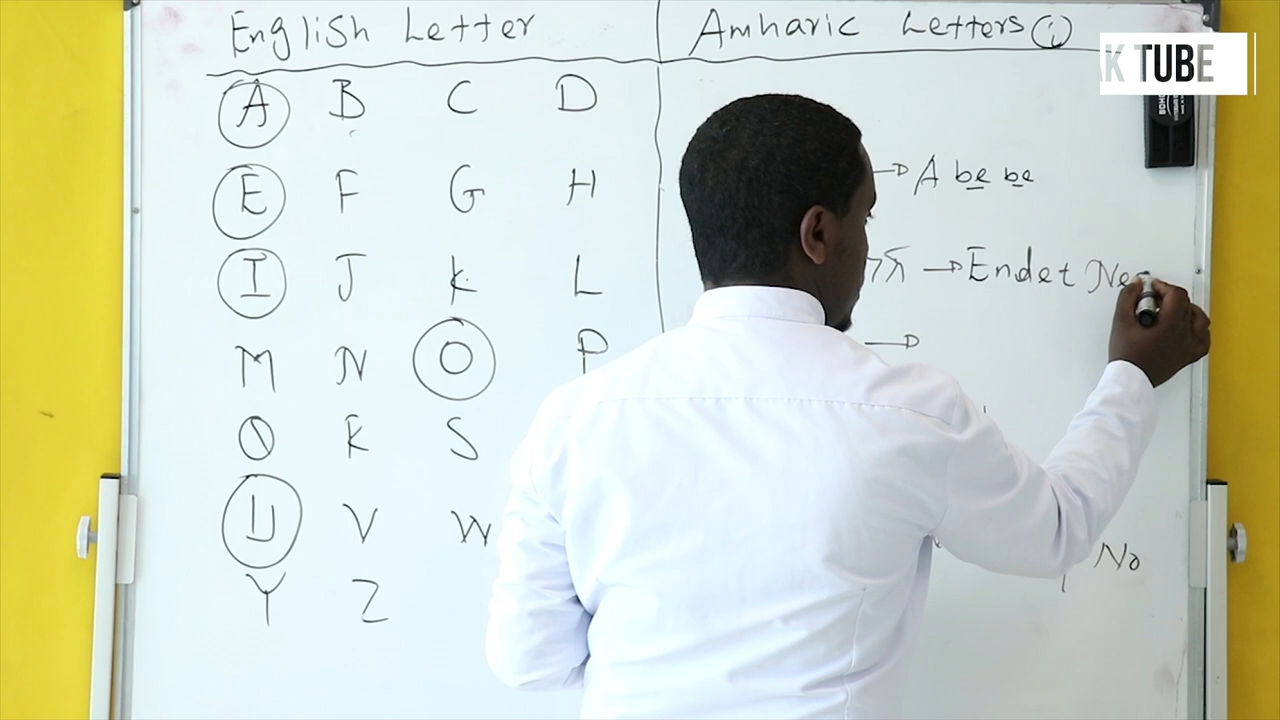 English Letter
Amharic Letters (i)
K TUBE
A B C D
→ A be be
E F G H
→ Endet Ne
I J K L
M N O P
→
Q R S
U V W
No
Y Z